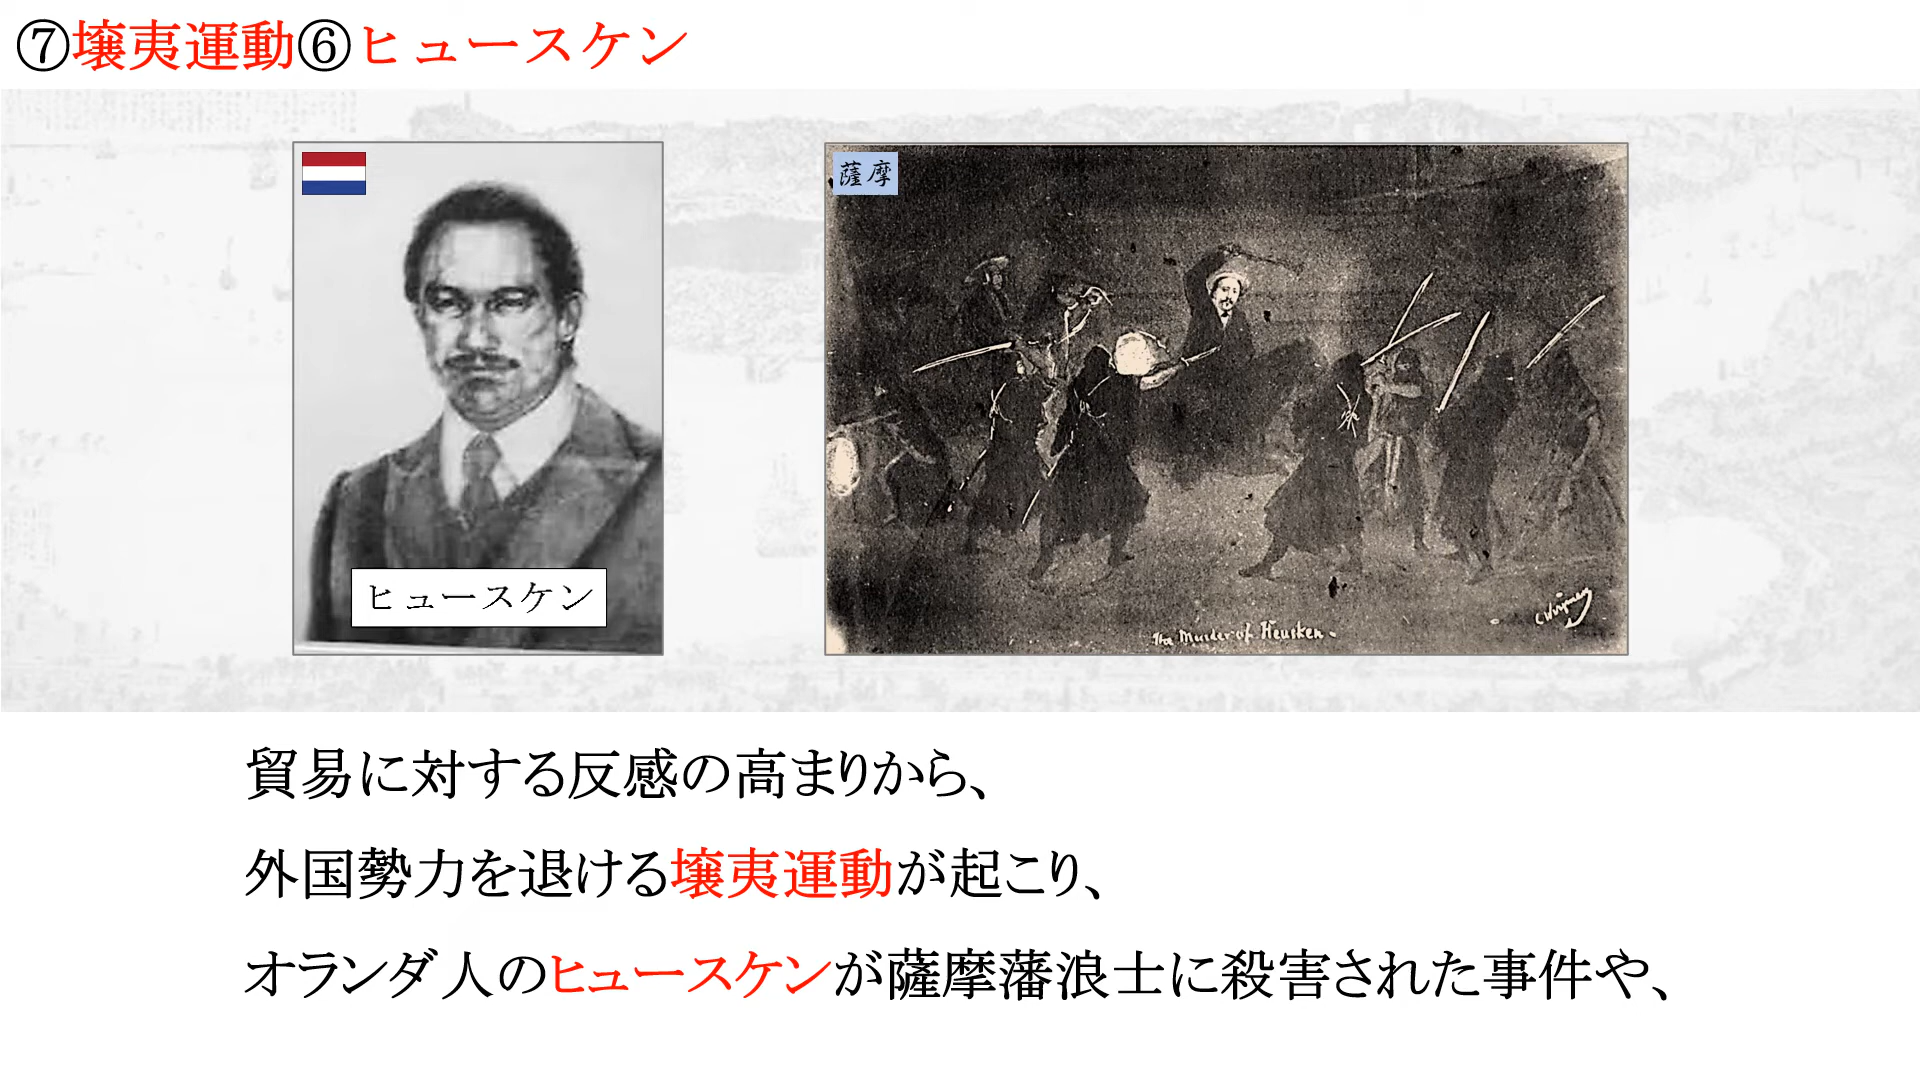 ⑦壌夷運動⑥ヒュースケン
薩摩
ヒュースケン
The Murder of Heusken.
貿易に対する反感の高まりから、
外国勢力を退ける壌夷運動が起こり、
オランダ人のヒュースケンが薩摩藩浪士に殺害された事件や、